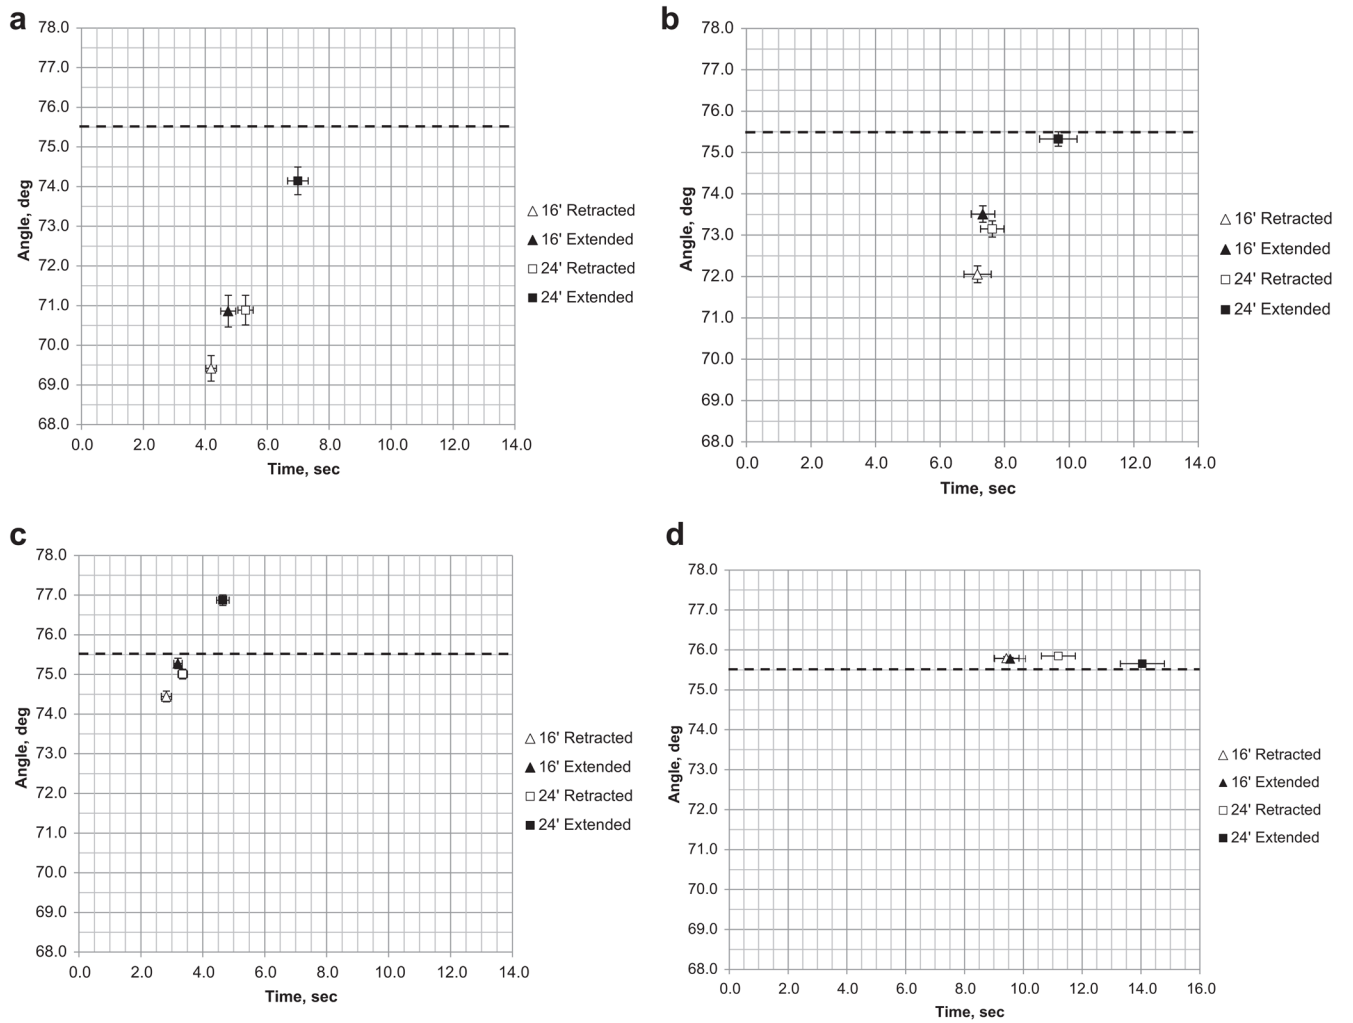 a
78.0
77.0
76.0
75.0
74.0
73.0
72.0
71.0
70.0
69.0
68.0
Angle, deg
0.0 2.0 4.0 6.0 8.0 10.0 12.0 14.0
Time, sec
16' Retracted
16' Extended
24' Retracted
24' Extended
b
78.0
77.0
76.0
75.0
74.0
73.0
72.0
71.0
70.0
69.0
68.0
Angle, deg
0.0 2.0 4.0 6.0 8.0 10.0 12.0 14.0
Time, sec
16' Retracted
16' Extended
24' Retracted
24' Extended
c
78.0
77.0
76.0
75.0
74.0
73.0
72.0
71.0
70.0
69.0
68.0
Angle, deg
0.0 2.0 4.0 6.0 8.0 10.0 12.0 14.0
Time, sec
16' Retracted
16' Extended
24' Retracted
24' Extended
d
78.0
77.0
76.0
75.0
74.0
73.0
72.0
71.0
70.0
69.0
68.0
Angle, deg
0.0 2.0 4.0 6.0 8.0 10.0 12.0 14.0 16.0
Time, sec
16' Retracted
16' Extended
24' Retracted
24' Extended